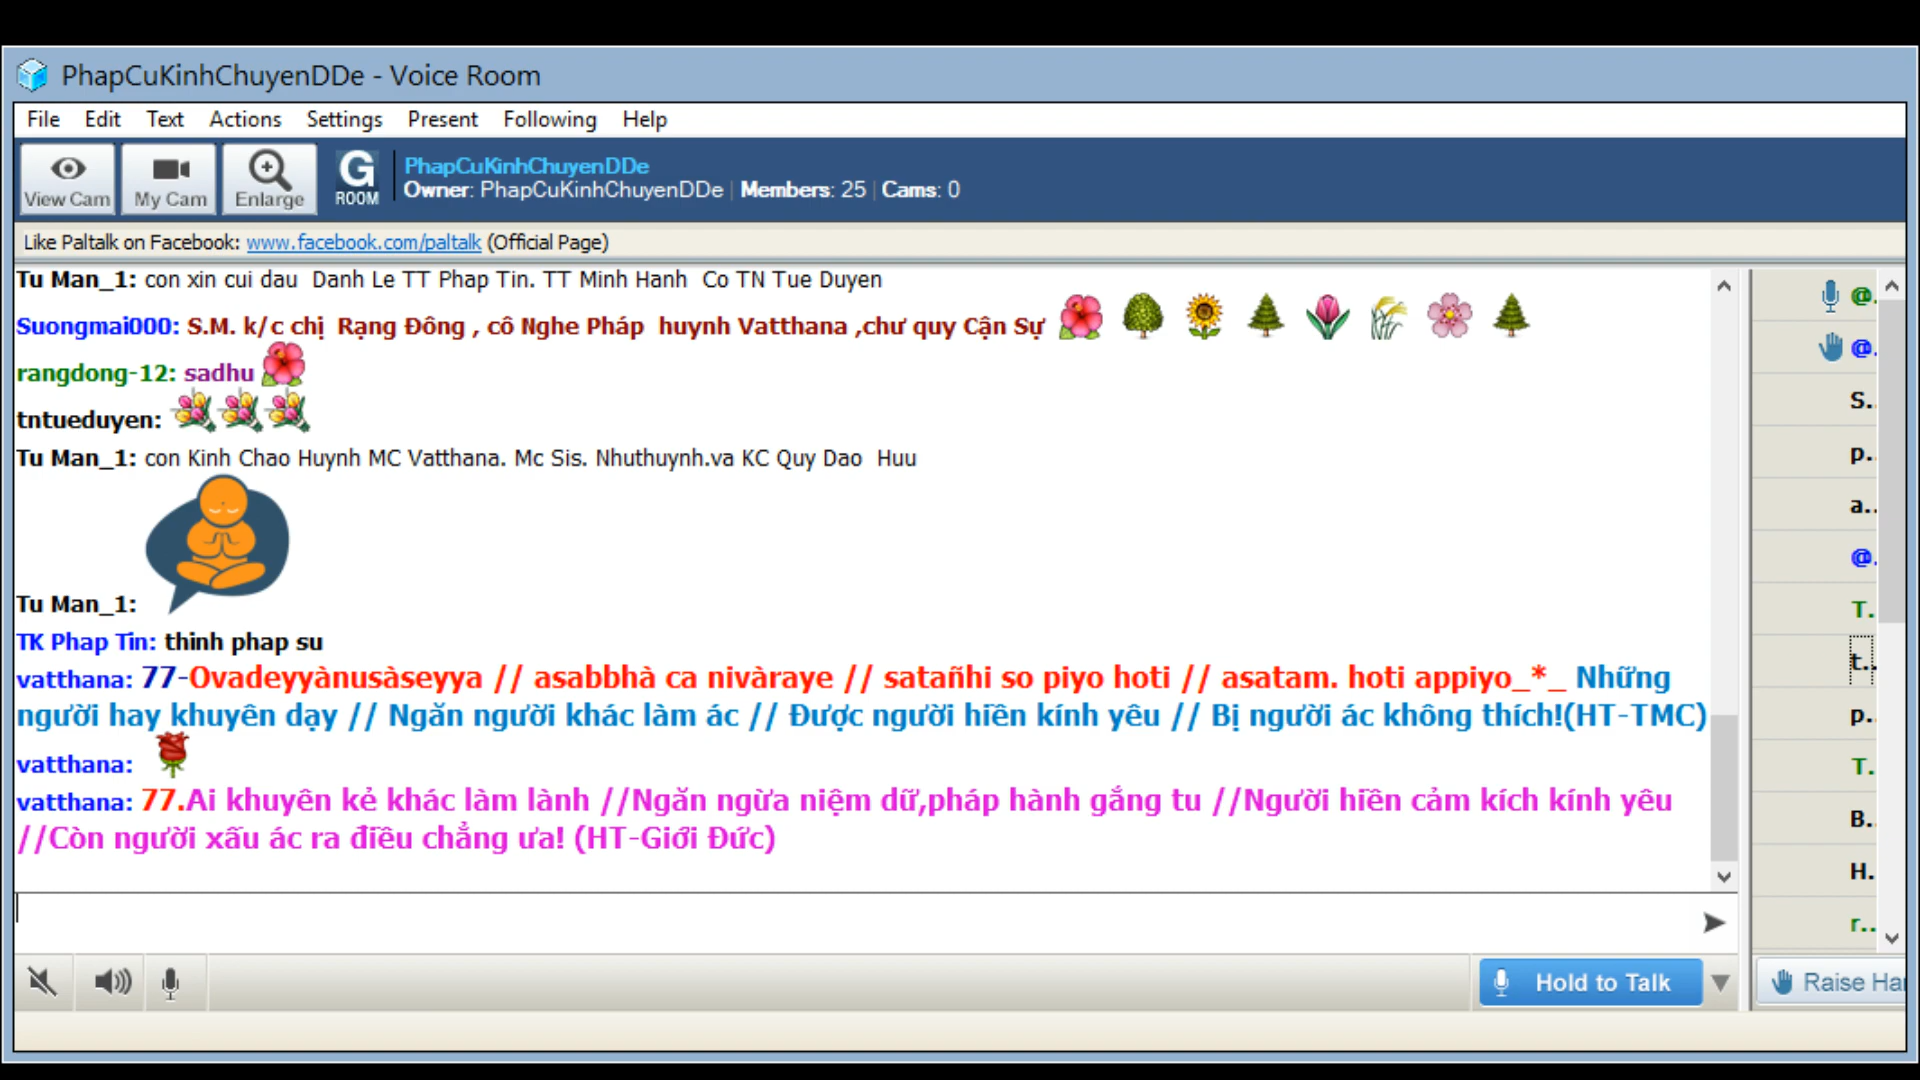 PhapCuKinhChuyenDDe - Voice Room
File Edit Text Actions Settings Present Following Help
View Cam My Cam Enlarge G ROOM
PhapCuKinhChuyenDDe
Owner: PhapCuKinhChuyenDDe | Members: 25 | Cams: 0
Like Paltalk on Facebook: www.facebook.com/paltalk (Official Page)
Tu Man_1: con xin cui dau Danh Le TT Phap Tin. TT Minh Hanh Co TN Tue Duyen
Suongmai000: S.M. k/c chị Rạng Đông , cô Nghe Pháp huynh Vatthana ,chư quy Cận Sự
rangdong-12: sadhu
tntueduyen:
Tu Man_1: con Kinh Chao Huynh MC Vatthana. Mc Sis. Nhuthuynh.va KC Quy Dao Huu
Tu Man_1:
TK Phap Tin: thinh phap su
vatthana: 77-Ovadeyyànusàseyya // asabbhà ca nivàraye // satañhi so piyo hoti // asatam. hoti appiyo_*_ Những
người hay khuyên dạy // Ngăn người khác làm ác // Được người hiền kính yêu // Bị người ác không thích!(HT-TMC)
vatthana:
vatthana: 77.Ai khuyên kẻ khác làm lành //Ngăn ngừa niệm dữ,pháp hành gắng tu //Người hiền cảm kích kính yêu
//Còn người xấu ác ra điều chẳng ưa! (HT-Giới Đức)
@.
@.
S..
p..
a..
@.
T.
t..
p..
T.
B..
H.
r..
Hold to Talk
Raise Ha